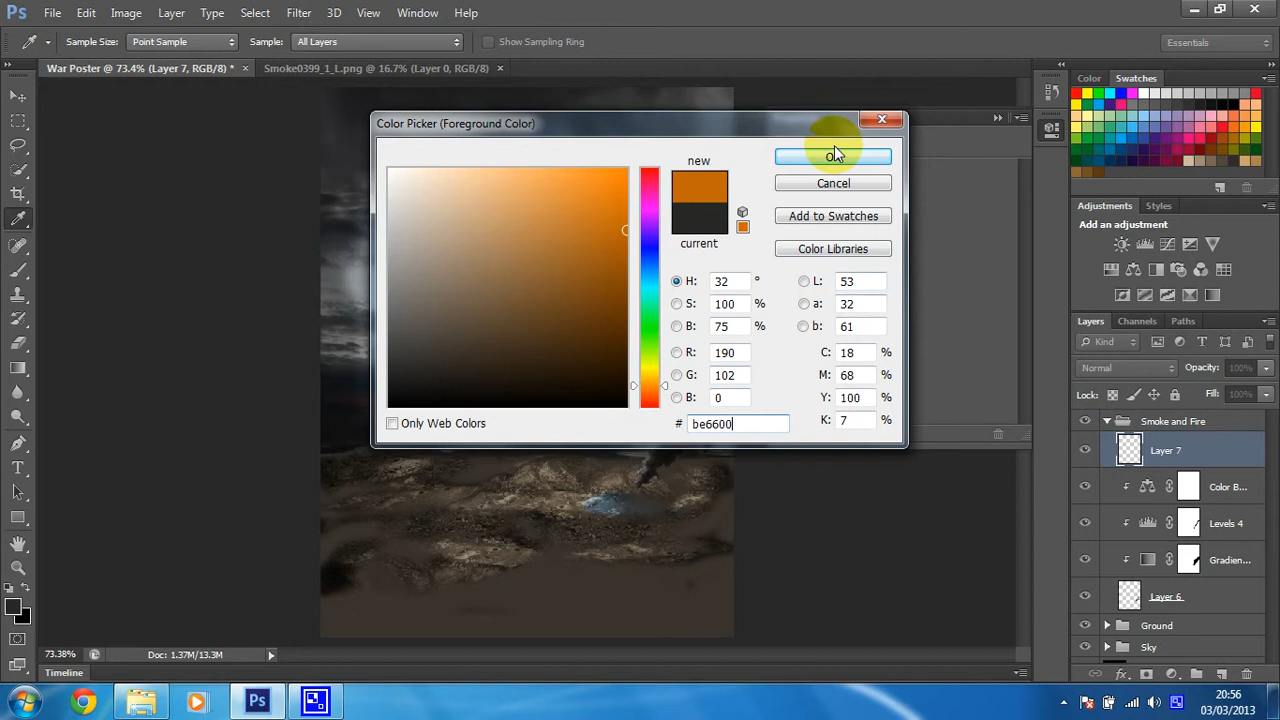 Ps File Edit Image Layer Type Select Filter 3D View Window Help
Sample Size: Point Sample Sample: All Layers Show Sampling Ring Essentials
War Poster @ 73.4% (Layer 7, RGB/8) * × Smoke0399_1_L.png @ 16.7% (Layer 0, RGB/8) ×
Color Swatches
Color Picker (Foreground Color)
new
current
Cancel
Add to Swatches
Color Libraries
H: 32 ° L: 53
S: 100 % a: 32
B: 75 % b: 61
R: 190 C: 18 %
G: 102 M: 68 %
B: 0 Y: 100 %
# be6600 K: 7 %
Only Web Colors
Adjustments Styles
Add an adjustment
Layers Channels Paths
Kind
Normal Opacity:
Lock: Fill:
Smoke and Fire
Layer 7
Color B...
Levels 4
Gradien...
Layer 6
Ground
Sky
73.38% Doc: 1.37M/13.3M
Timeline
Ps
20:56
03/03/2013